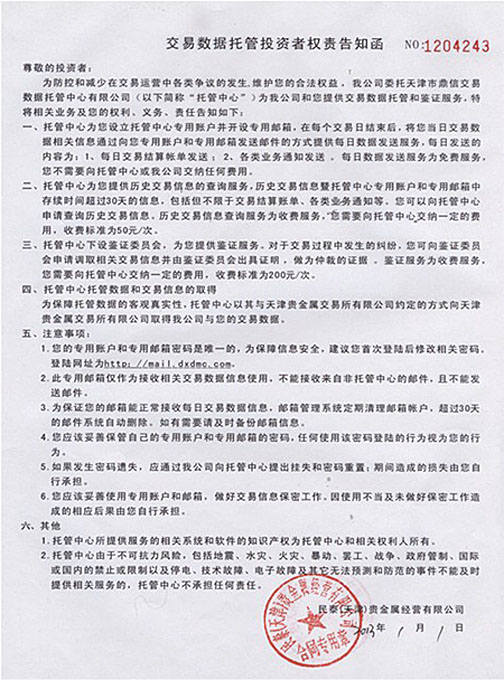 交易数据托管投资者权责告知函 NO:1204243
尊敬的投资者：
为防控和减少在交易运营中各类争议的发生,维护您的合法权益，我公司委托天津市鼎信交易
数据托管中心有限公司（以下简称“托管中心”）为我公司和您提供交易数据托管和鉴证服务，特
将相关业务及您的权利、义务、责任告知如下：
一、托管中心为您设立托管中心专用账户并开设专用邮箱，在每个交易日结束后，将您当日交易数
据相关信息通过向您专用账户和专用邮箱发送邮件的方式提供每日数据发送服务，每日发送的
内容为：1、每日交易结算帐单发送；2、各类业务通知发送 。每日数据发送服务为免费服务，
您不需要向托管中心或我公司交纳任何费用。
二、托管中心为您提供历史交易信息的查询服务,历史交易信息暨托管中心专用账户和专用邮箱中
存续时间超过30天的信息，包括但不限于交易结算账单、各类业务通知等。您可以向托管中心
申请查询历史交易信息。历史交易信息查询服务为收费服务，您需要向托管中心交纳一定的费
用，收费标准为50元/次。
三、托管中心下设鉴证委员会，为您提供鉴证服务。对于交易过程中发生的纠纷，您可向鉴证委员
会申请调取相关交易信息并由鉴证委员会出具证明，做为仲裁的证据 。鉴证服务为收费服务，
您需要向托管中心交纳一定的费用，收费标准为200元/次。
四、托管中心托管数据和交易信息的取得
为保障托管数据的客观真实性，托管中心以其与天津贵金属交易所有限公司约定的方式向天津
贵金属交易所有限公司取得我公司与您的交易数据。
五、注意事项：
1.您的专用账户和专用邮箱密码是唯一的，为保障信息安全，建议您首次登陆后修改相关密码。
登陆网址为http://mail.dxdmc.com。
2.此专用邮箱仅作为接收相关交易数据信息使用，不能接收来自非托管中心的邮件，且不能发
送邮件。
3.为保证您的邮箱能正常接收每日交易数据信息，邮箱管理系统定期清理邮箱帐户，超过30天
的邮件系统自动删除。如有需要请及时备份邮箱信息。
4.您应该妥善保管自己的专用账户和专用邮箱的密码，任何使用该密码登陆的行为视为您的行
为。
5.如果发生密码遗失，应通过我公司向托管中心提出挂失和密码重置；期间造成的损失由您自
行承担。
6.您应该妥善使用专用账户和邮箱，做好交易信息保密工作。因使用不当及未做好保密工作造
成的相应后果由您自行承担。
六、其他
1.托管中心所提供服务的相关系统和软件的知识产权为托管中心和相关权利人所有。
2.托管中心由于不可抗力风险，包括地震、水灾、火灾、暴动、罢工、战争、政府管制、国际
或国内的禁止或限制以及停电、技术故障、电子故障及其它无法预测和防范的事件不能及时
提供相关服务的，托管中心不承担任何责任。
民泰(天津)贵金属经营有限公司
2013年1月1日
民泰(天津)贵金属经营有限公司
合同专用章